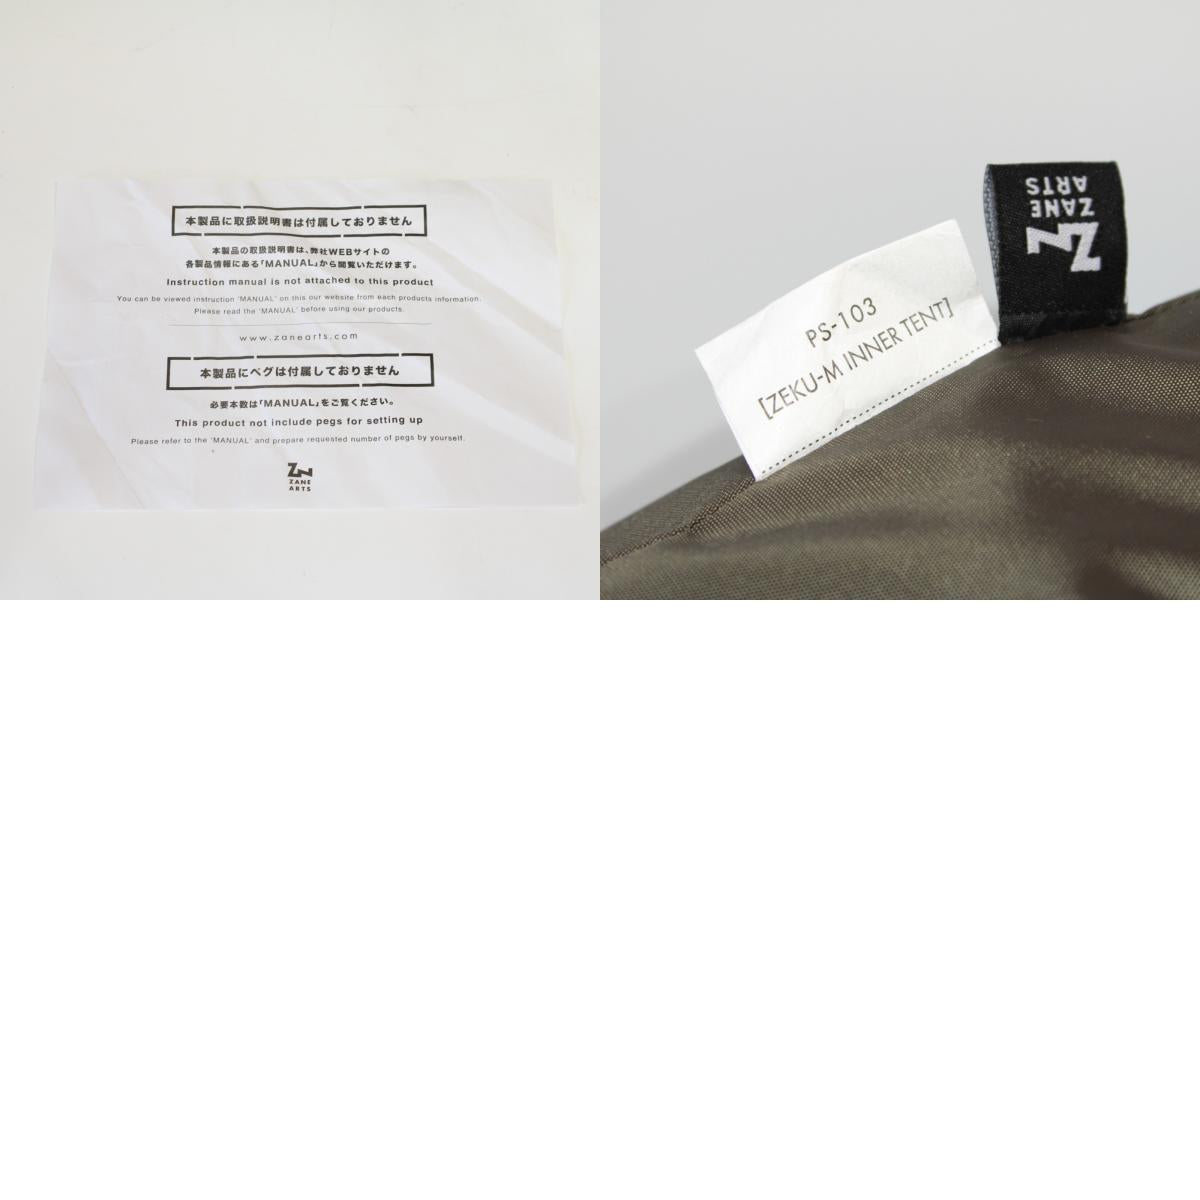 本製品に取扱説明書は付属しておりません
本製品の取扱説明書は、弊社WEBサイトの
各製品情報にある「MANUAL」から閲覧いただけます。
Instruction manual is not attached to this product
You can be viewed instruction 'MANUAL' on this our website from each products information.
Please read the 'MANUAL' before using our products.
www.zanearts.com
本製品にペグは付属しておりません
必要本数は「MANUAL」をご覧ください。
This product not include pegs for setting up
Please refer to the 'MANUAL' and prepare requested number of pegs by yourself.
ZANE
ARTS
PS-103
[ZEKU-M INNER TENT]
ZANE
ARTS